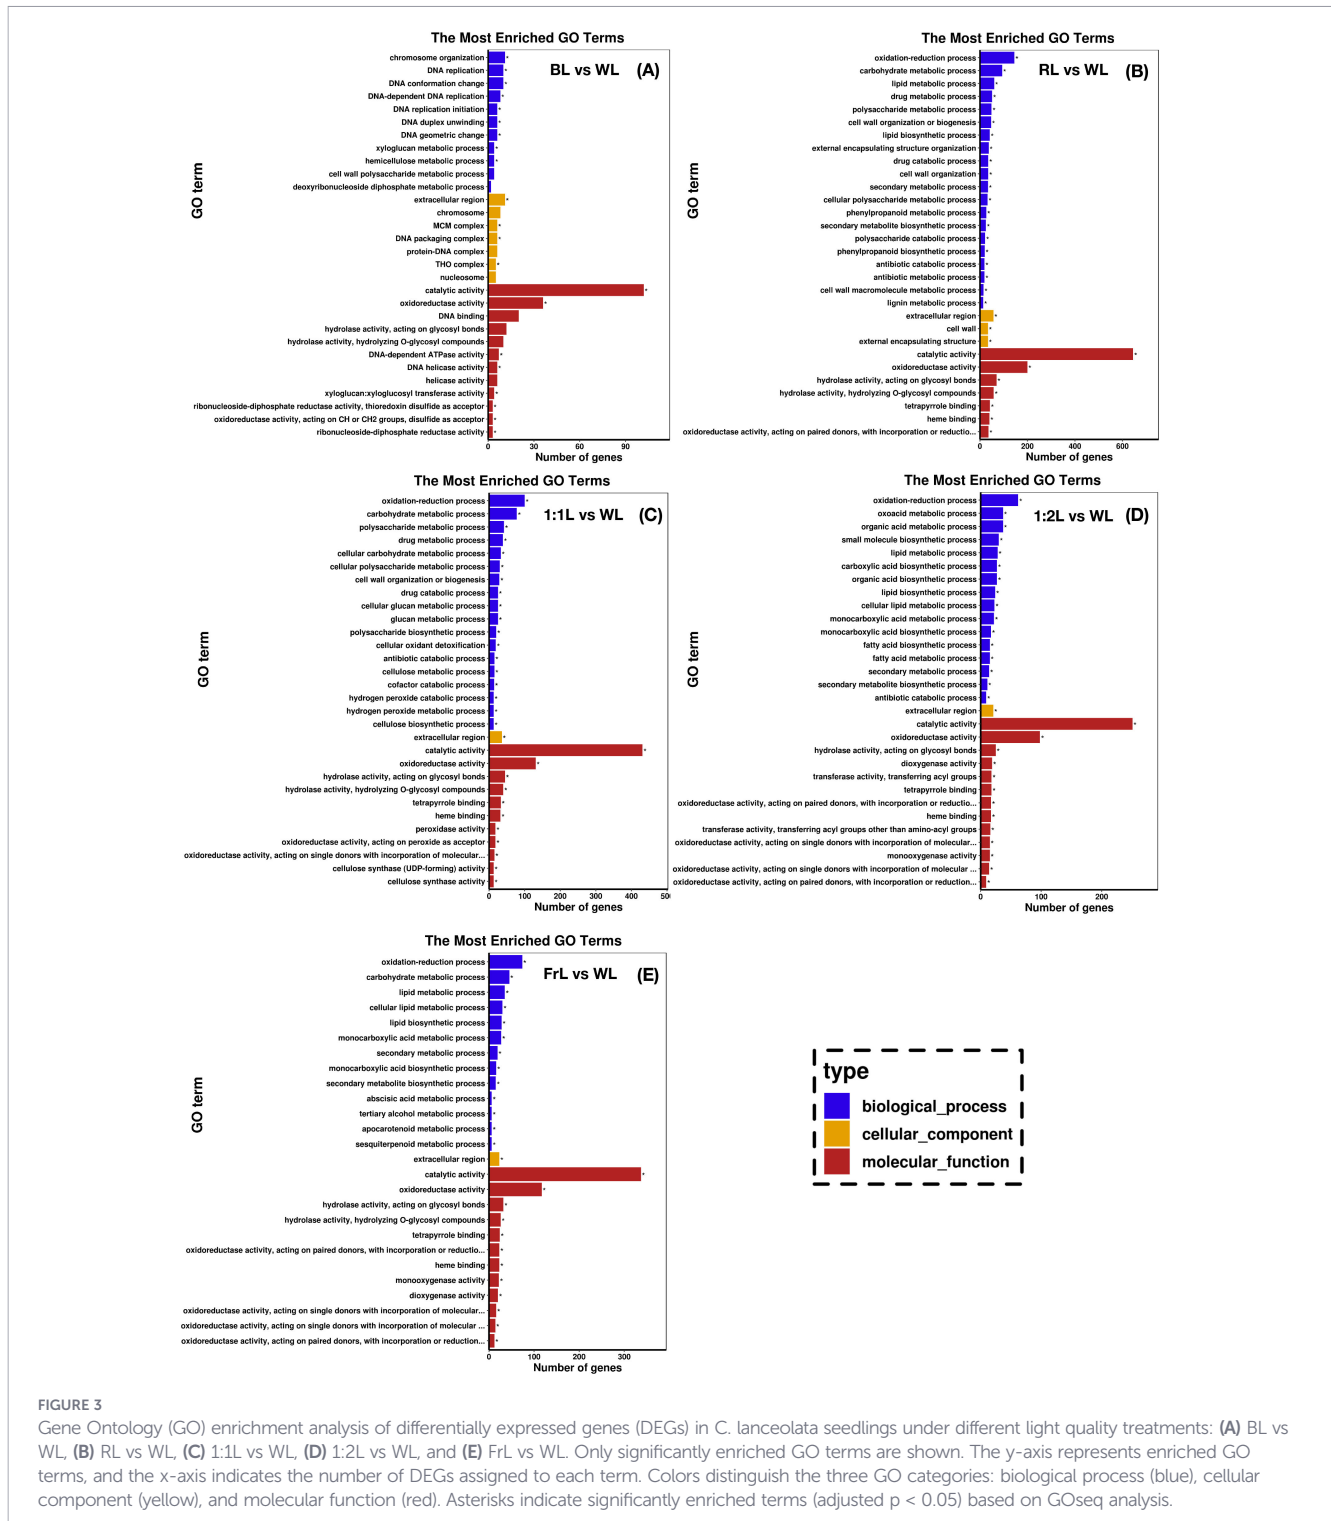 The Most Enriched GO Terms
BL vs WL (A)
GO term
chromosome organization *
DNA replication *
DNA conformation change *
DNA-dependent DNA replication *
DNA replication initiation *
DNA duplex unwinding *
DNA geometric change *
xyloglucan metabolic process *
hemicellulose metabolic process *
cell wall polysaccharide metabolic process
deoxyribonucleoside diphosphate metabolic process
extracellular region *
chromosome
MCM complex *
DNA packaging complex *
protein-DNA complex
THO complex *
nucleosome
catalytic activity *
oxidoreductase activity *
DNA binding
hydrolase activity, acting on glycosyl bonds
hydrolase activity, hydrolyzing O-glycosyl compounds
DNA-dependent ATPase activity *
DNA helicase activity *
helicase activity
xyloglucan:xyloglucosyl transferase activity *
ribonucleoside-diphosphate reductase activity, thioredoxin disulfide as acceptor *
oxidoreductase activity, acting on CH or CH2 groups, disulfide as acceptor *
ribonucleoside-diphosphate reductase activity *
0 30 60 90
Number of genes
The Most Enriched GO Terms
RL vs WL (B)
GO term
oxidation-reduction process *
carbohydrate metabolic process *
lipid metabolic process *
drug metabolic process *
polysaccharide metabolic process *
cell wall organization or biogenesis *
lipid biosynthetic process *
external encapsulating structure organization *
drug catabolic process *
cell wall organization *
secondary metabolic process *
cellular polysaccharide metabolic process *
phenylpropanoid metabolic process *
secondary metabolite biosynthetic process *
polysaccharide catabolic process *
phenylpropanoid biosynthetic process *
antibiotic catabolic process *
antibiotic metabolic process *
cell wall macromolecule metabolic process *
lignin metabolic process *
extracellular region *
cell wall *
external encapsulating structure *
catalytic activity *
oxidoreductase activity *
hydrolase activity, acting on glycosyl bonds *
hydrolase activity, hydrolyzing O-glycosyl compounds *
tetrapyrrole binding *
heme binding *
oxidoreductase activity, acting on paired donors, with incorporation or reductio... *
0 200 400 600
Number of genes
The Most Enriched GO Terms
1:1L vs WL (C)
GO term
oxidation-reduction process *
carbohydrate metabolic process *
polysaccharide metabolic process *
drug metabolic process *
cellular carbohydrate metabolic process *
cellular polysaccharide metabolic process *
cell wall organization or biogenesis *
drug catabolic process *
cellular glucan metabolic process *
glucan metabolic process *
polysaccharide biosynthetic process *
cellular oxidant detoxification *
antibiotic catabolic process *
cellulose metabolic process *
cofactor catabolic process *
hydrogen peroxide catabolic process *
hydrogen peroxide metabolic process *
cellulose biosynthetic process *
extracellular region *
catalytic activity *
oxidoreductase activity *
hydrolase activity, acting on glycosyl bonds *
hydrolase activity, hydrolyzing O-glycosyl compounds *
tetrapyrrole binding *
heme binding *
peroxidase activity *
oxidoreductase activity, acting on peroxide as acceptor *
oxidoreductase activity, acting on single donors with incorporation of molecular... *
cellulose synthase (UDP-forming) activity *
cellulose synthase activity *
0 100 200 300 400
Number of genes
The Most Enriched GO Terms
1:2L vs WL (D)
GO term
oxidation-reduction process *
oxoacid metabolic process *
organic acid metabolic process *
small molecule biosynthetic process *
lipid metabolic process *
carboxylic acid biosynthetic process *
organic acid biosynthetic process *
lipid biosynthetic process *
cellular lipid metabolic process *
monocarboxylic acid metabolic process *
monocarboxylic acid biosynthetic process *
fatty acid biosynthetic process *
fatty acid metabolic process *
secondary metabolic process *
secondary metabolite biosynthetic process *
antibiotic catabolic process *
extracellular region *
catalytic activity *
oxidoreductase activity *
hydrolase activity, acting on glycosyl bonds *
dioxygenase activity *
transferase activity, transferring acyl groups *
tetrapyrrole binding *
oxidoreductase activity, acting on paired donors, with incorporation or reductio... *
heme binding *
transferase activity, transferring acyl groups other than amino-acyl groups *
oxidoreductase activity, acting on single donors with incorporation of molecular... *
monooxygenase activity *
oxidoreductase activity, acting on single donors with incorporation of molecular ... *
oxidoreductase activity, acting on paired donors, with incorporation or reduction... *
0 100 200
Number of genes
The Most Enriched GO Terms
FrL vs WL (E)
GO term
oxidation-reduction process *
carbohydrate metabolic process *
lipid metabolic process *
cellular lipid metabolic process *
lipid biosynthetic process *
monocarboxylic acid metabolic process *
secondary metabolic process *
monocarboxylic acid biosynthetic process *
secondary metabolite biosynthetic process *
abscisic acid metabolic process *
tertiary alcohol metabolic process *
apocarotenoid metabolic process *
sesquiterpenoid metabolic process *
extracellular region *
catalytic activity *
oxidoreductase activity *
hydrolase activity, acting on glycosyl bonds *
hydrolase activity, hydrolyzing O-glycosyl compounds *
tetrapyrrole binding *
oxidoreductase activity, acting on paired donors, with incorporation or reductio... *
heme binding *
monooxygenase activity *
dioxygenase activity *
oxidoreductase activity, acting on single donors with incorporation of molecular... *
oxidoreductase activity, acting on single donors with incorporation of molecular ... *
oxidoreductase activity, acting on paired donors, with incorporation or reduction... *
0 100 200 300
Number of genes
type
biological_process
cellular_component
molecular_function
FIGURE 3
Gene Ontology (GO) enrichment analysis of differentially expressed genes (DEGs) in C. lanceolata seedlings under different light quality treatments: (A) BL vs
WL, (B) RL vs WL, (C) 1:1L vs WL, (D) 1:2L vs WL, and (E) FrL vs WL. Only significantly enriched GO terms are shown. The y-axis represents enriched GO
terms, and the x-axis indicates the number of DEGs assigned to each term. Colors distinguish the three GO categories: biological process (blue), cellular
component (yellow), and molecular function (red). Asterisks indicate significantly enriched terms (adjusted p < 0.05) based on GOseq analysis.